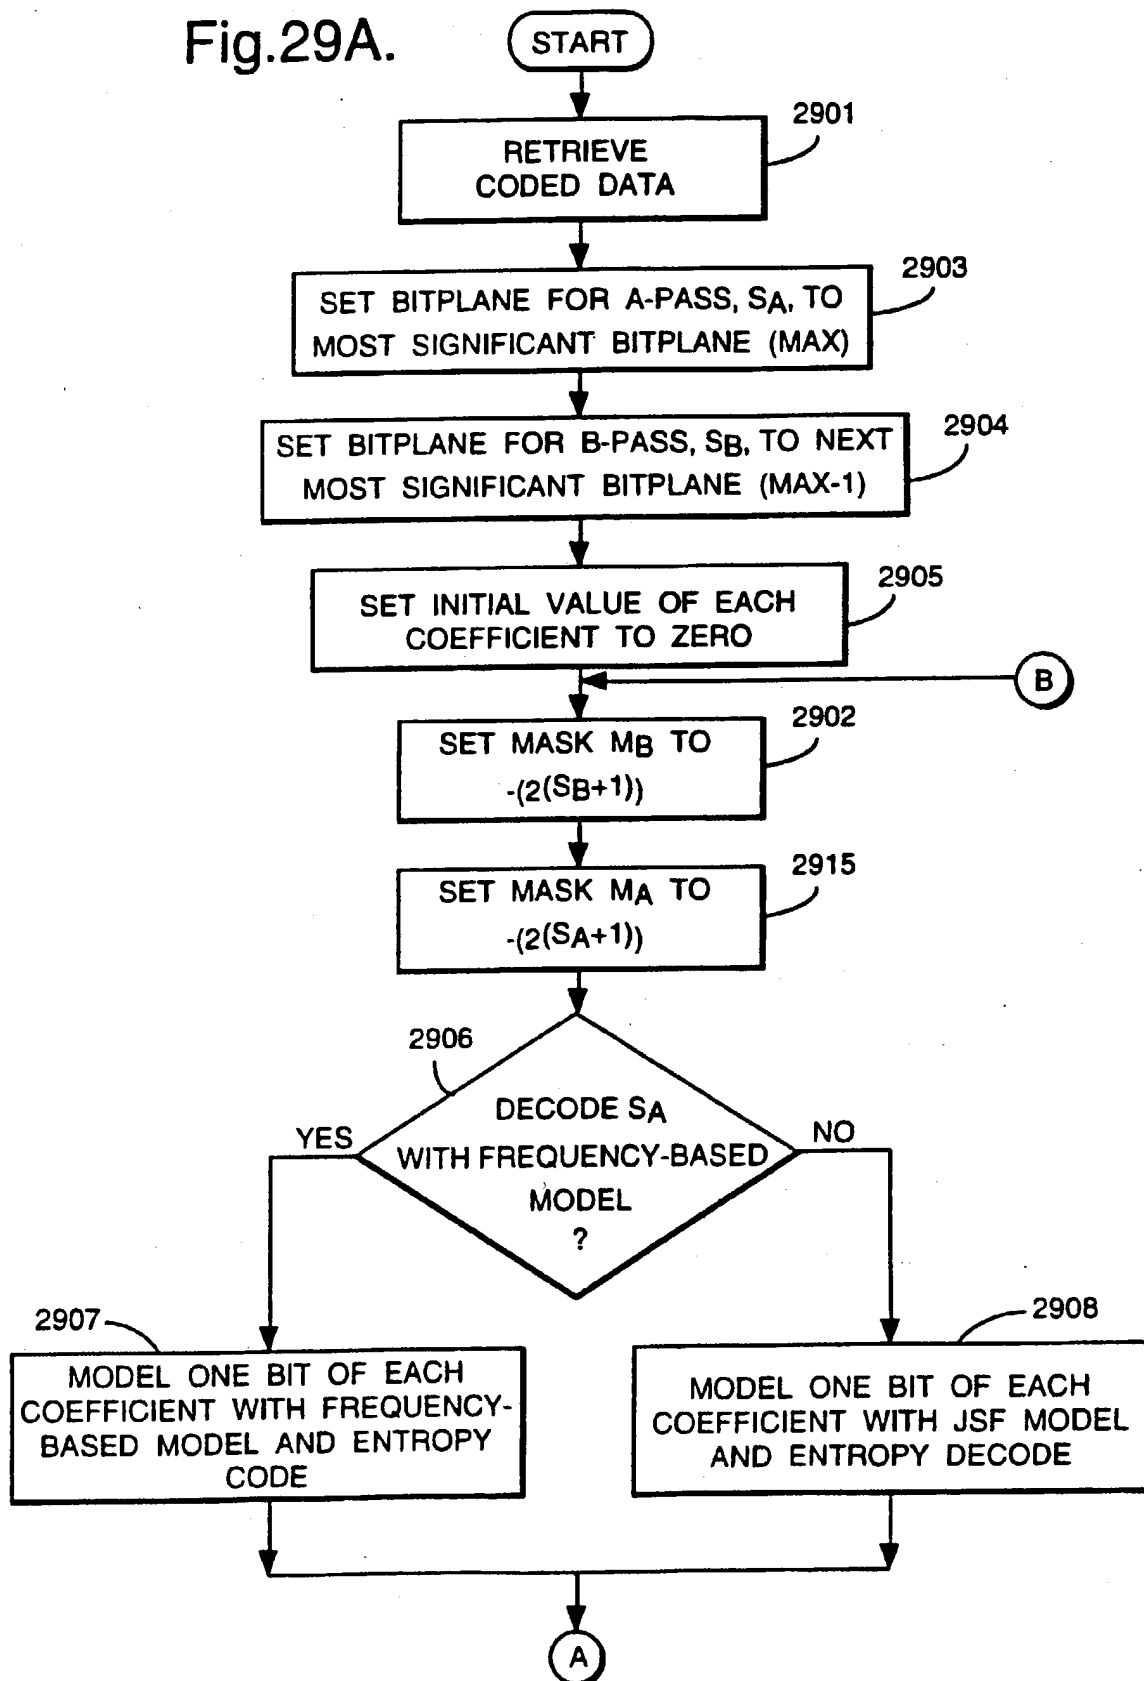 Fig.29A.
START
2901
RETRIEVE
CODED DATA
2903
SET BITPLANE FOR A-PASS, SA, TO
MOST SIGNIFICANT BITPLANE (MAX)
2904
SET BITPLANE FOR B-PASS, SB, TO NEXT
MOST SIGNIFICANT BITPLANE (MAX-1)
2905
SET INITIAL VALUE OF EACH
COEFFICIENT TO ZERO
B
2902
SET MASK MB TO
-(2(SB+1))
2915
SET MASK MA TO
-(2(SA+1))
2906
DECODE SA
WITH FREQUENCY-BASED
MODEL
?
YES
NO
2907
MODEL ONE BIT OF EACH
COEFFICIENT WITH FREQUENCY-
BASED MODEL AND ENTROPY
CODE
2908
MODEL ONE BIT OF EACH
COEFFICIENT WITH JSF MODEL
AND ENTROPY DECODE
A